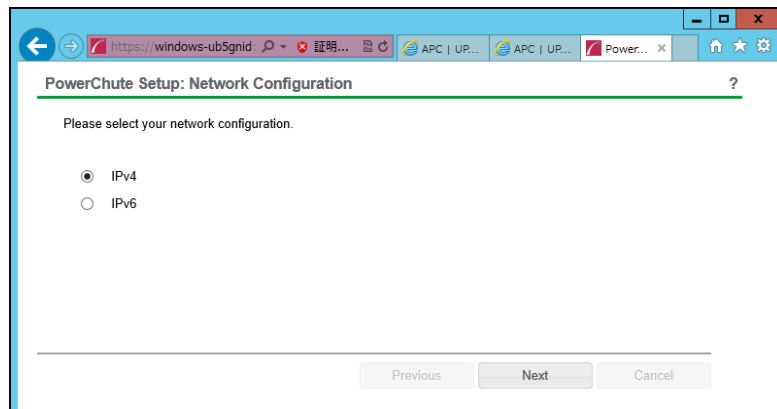 https://windows-ub5gnid: 証明... APC | UP... APC | UP... Power... ×
PowerChute Setup: Network Configuration ?
Please select your network configuration.
IPv4
IPv6
Previous Next Cancel